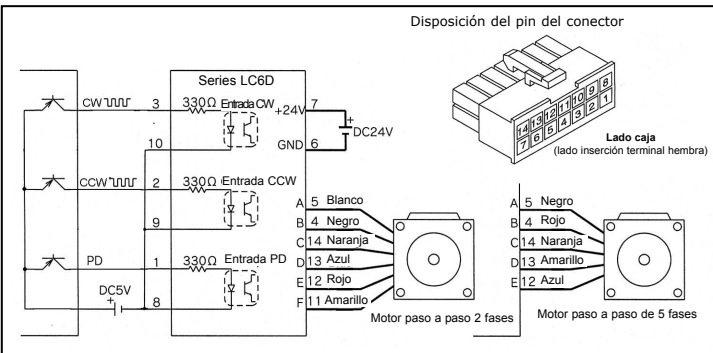 Disposición del pin del conector
14 13 12 11 10 9 8
7 6 5 4 3 2 1
Lado caja
(lado inserción terminal hembra)
Series LC6D
CW 3 330Ω Entrada CW +24V 7
10 GND 6
+
DC24V
CCW 2 330Ω Entrada CCW
9
PD 1 330Ω Entrada PD
DC5V
+
8
A 5 Blanco
B 4 Negro
C 14 Naranja
D 13 Azul
E 12 Rojo
F 11 Amarillo
Motor paso a paso 2 fases
A 5 Negro
B 4 Rojo
C 14 Naranja
D 13 Amarillo
E 12 Azul
Motor paso a paso de 5 fases